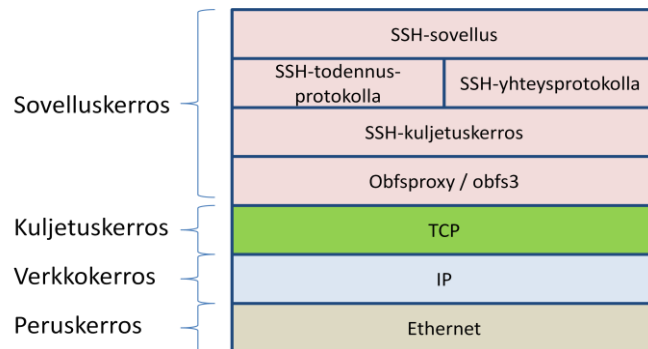 SSH-sovellus
SSH-todennus-
protokolla
SSH-yhteysprotokolla
Sovelluskerros
SSH-kuljetuskerros
Obfsproxy / obfs3
Kuljetuskerros
TCP
Verkkokerros
IP
Peruskerros
Ethernet